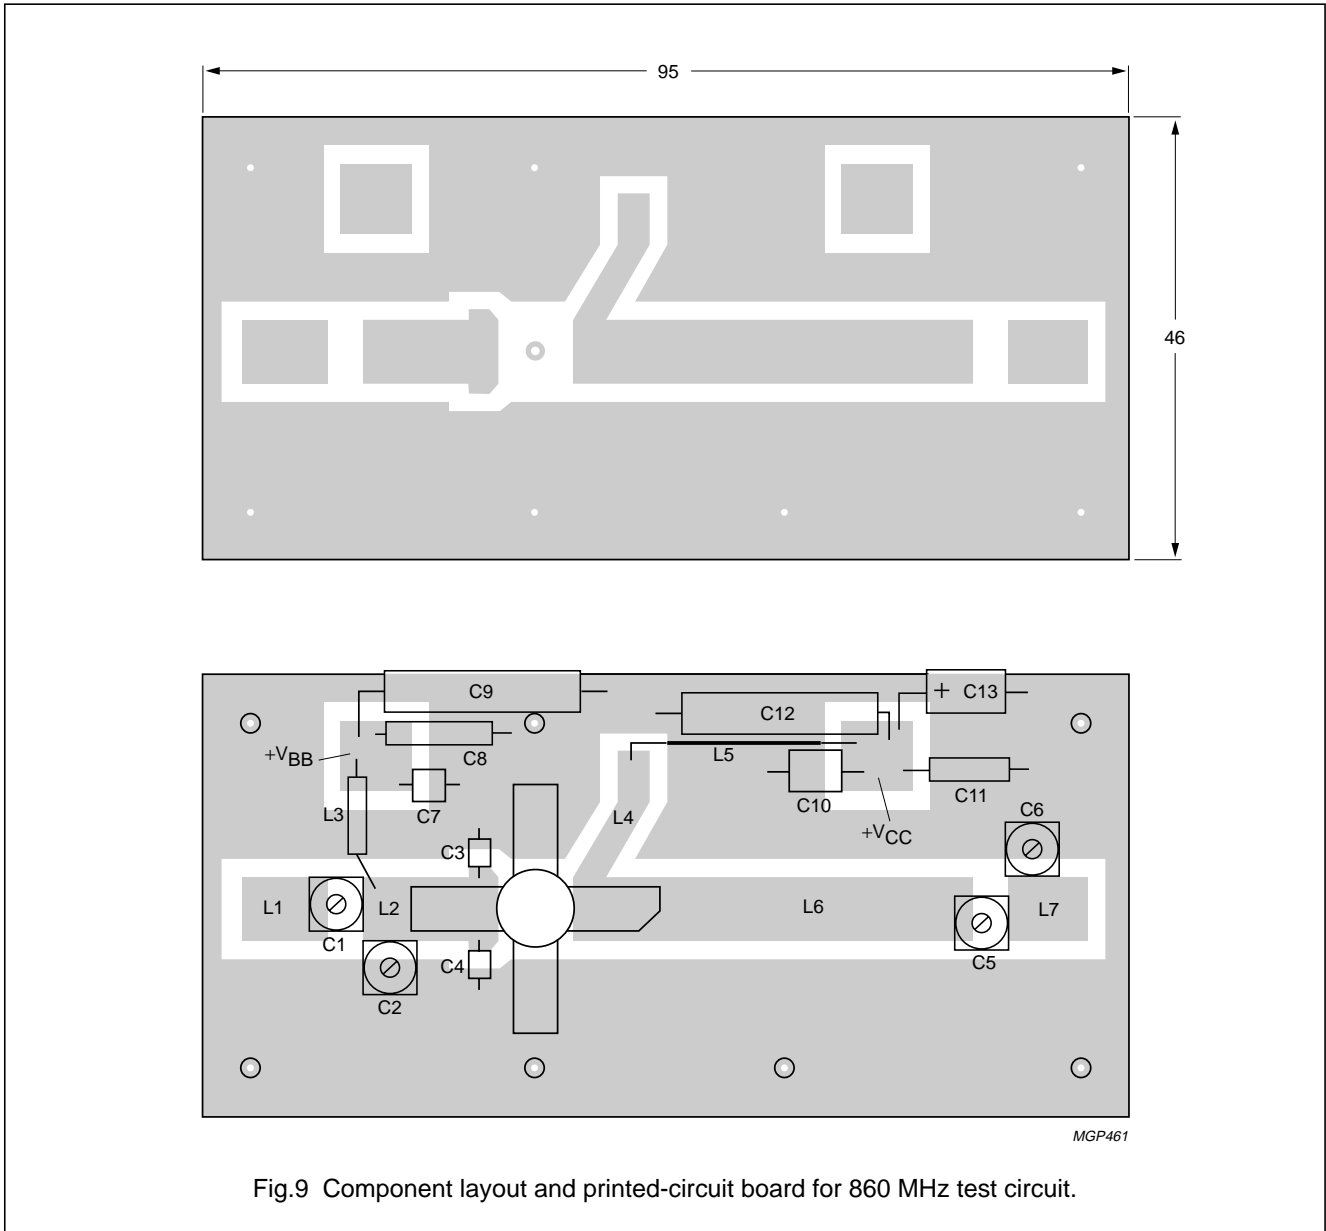 95
46
C9
C13
+
C12
+VBB
C8
L5
L3
C7
C10
C11
L4
+VCC
C6
C3
L1
L2
L6
L7
C1
C4
C5
C2
MGP461
Fig.9 Component layout and printed-circuit board for 860 MHz test circuit.